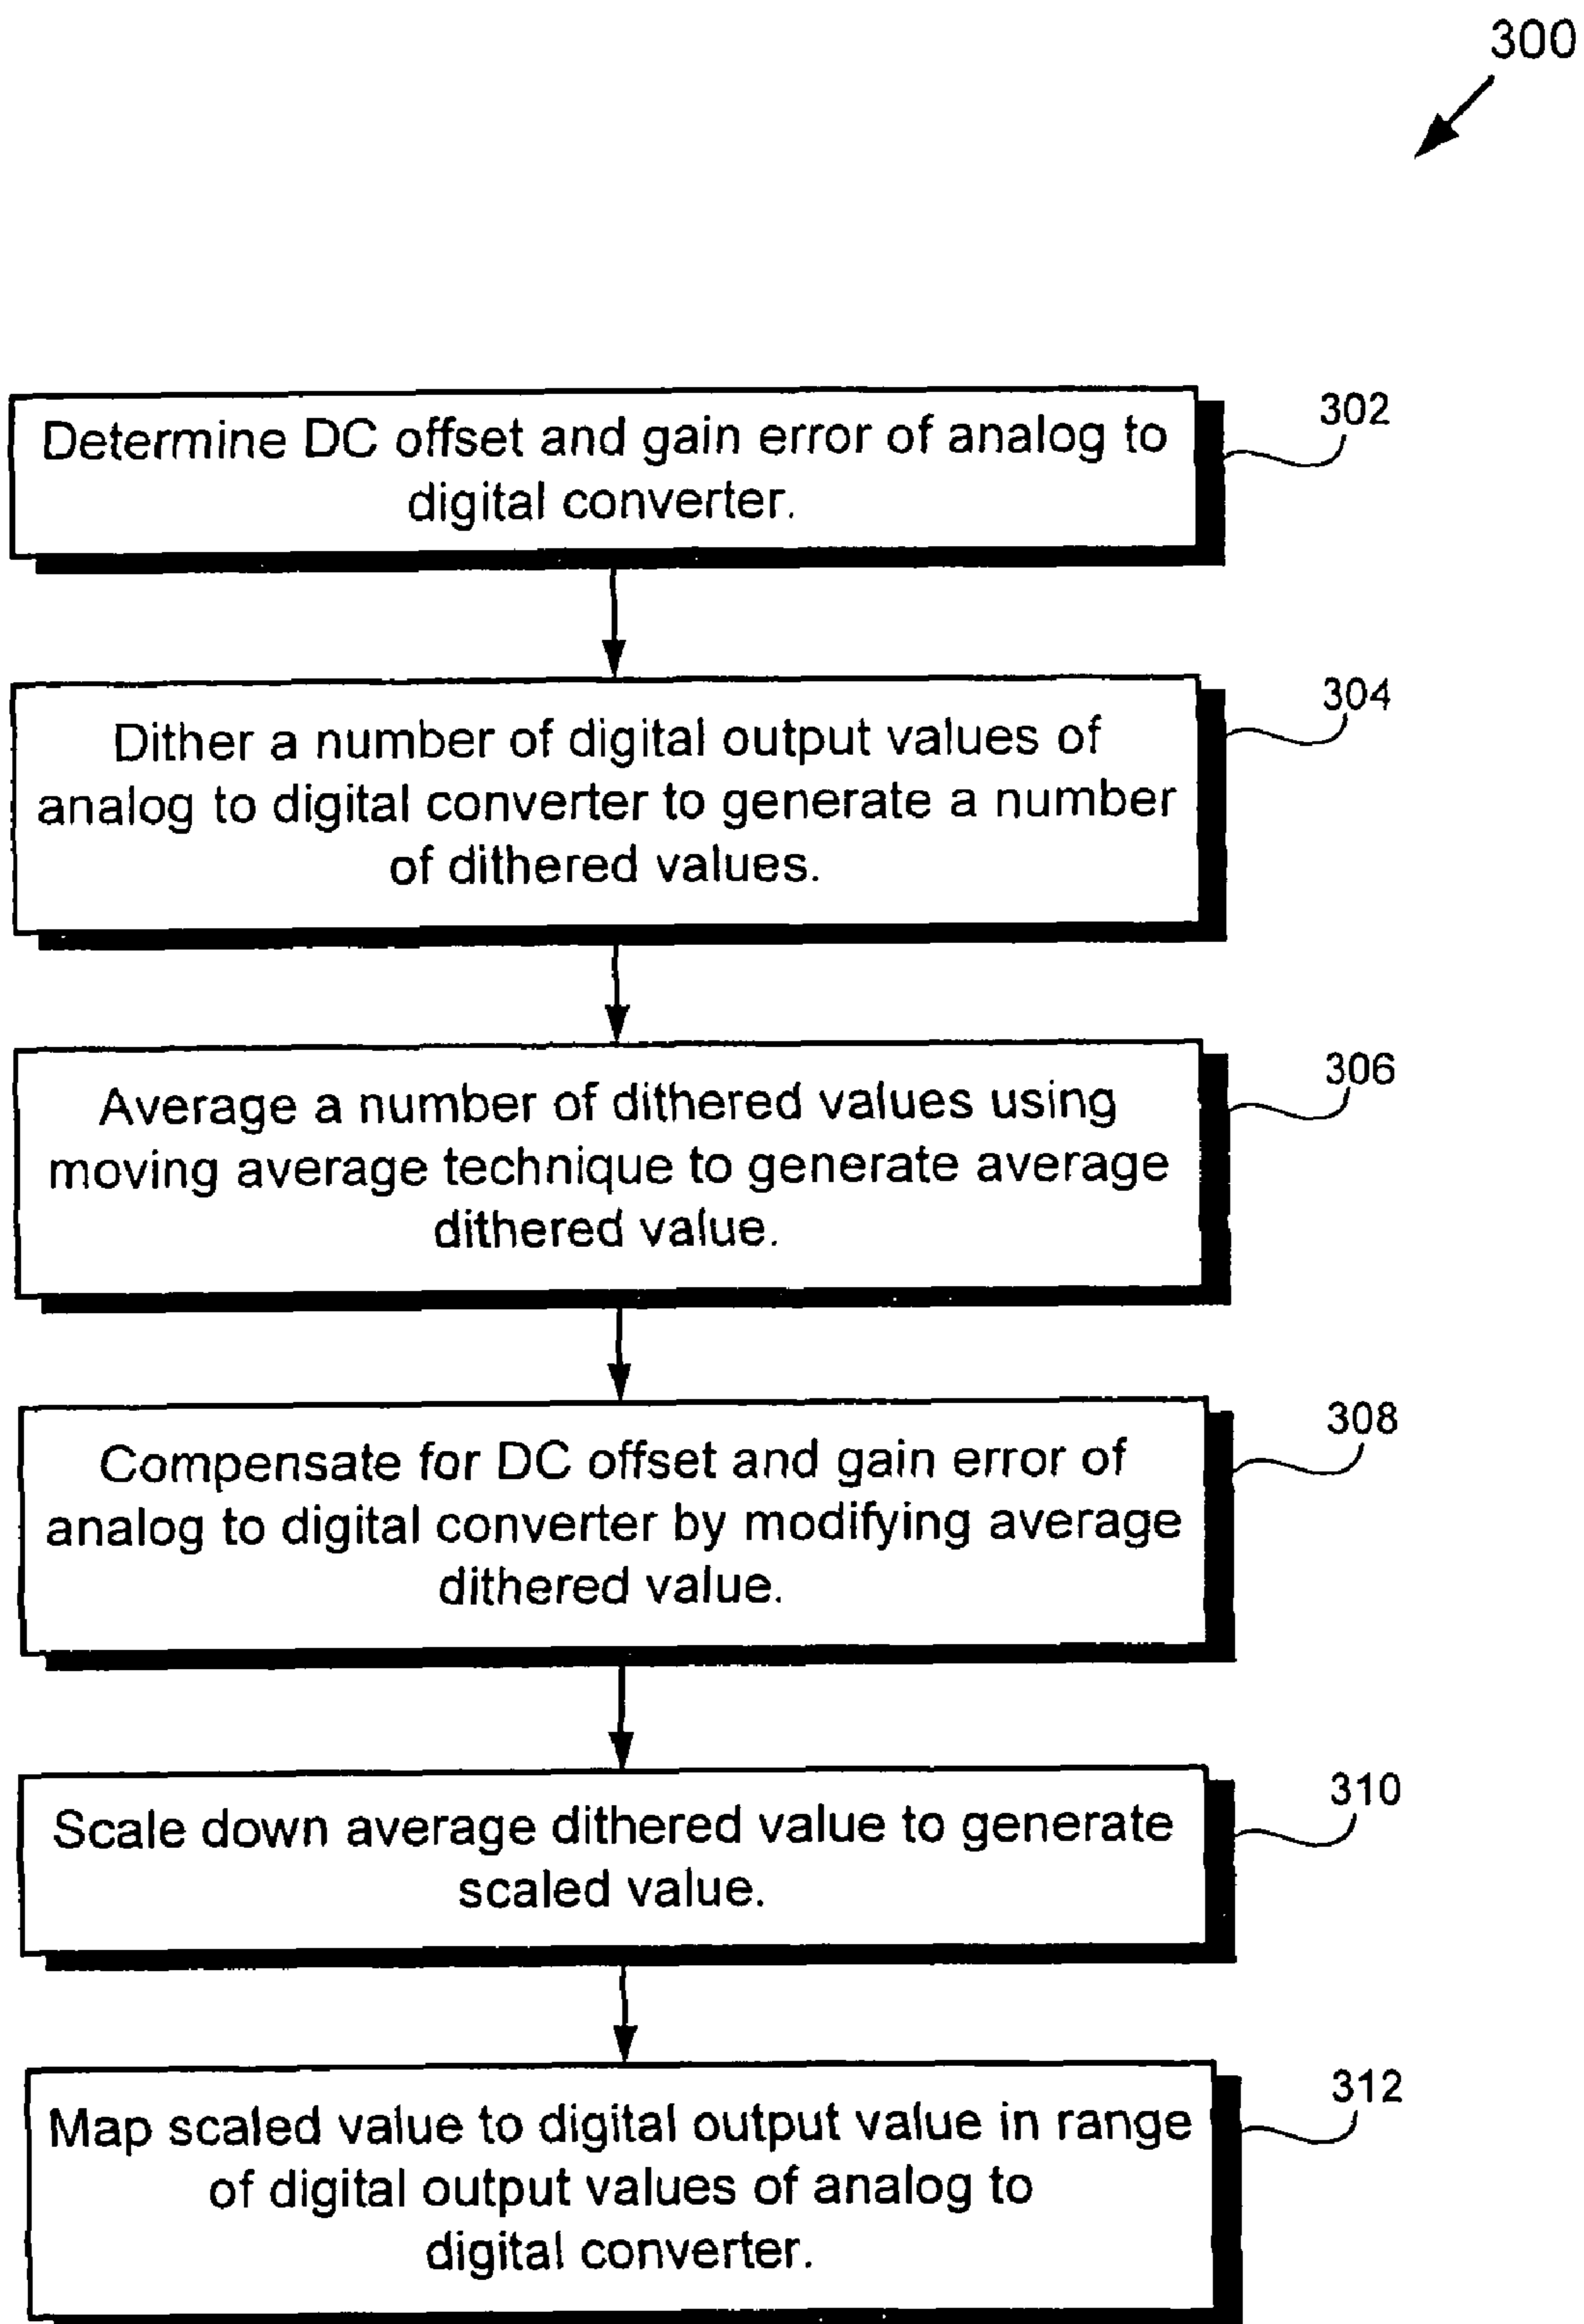 300
Determine DC offset and gain error of analog to
digital converter.
302
Dither a number of digital output values of
analog to digital converter to generate a number
of dithered values.
304
Average a number of dithered values using
moving average technique to generate average
dithered value.
306
Compensate for DC offset and gain error of
analog to digital converter by modifying average
dithered value.
308
Scale down average dithered value to generate
scaled value.
310
Map scaled value to digital output value in range
of digital output values of analog to
digital converter.
312